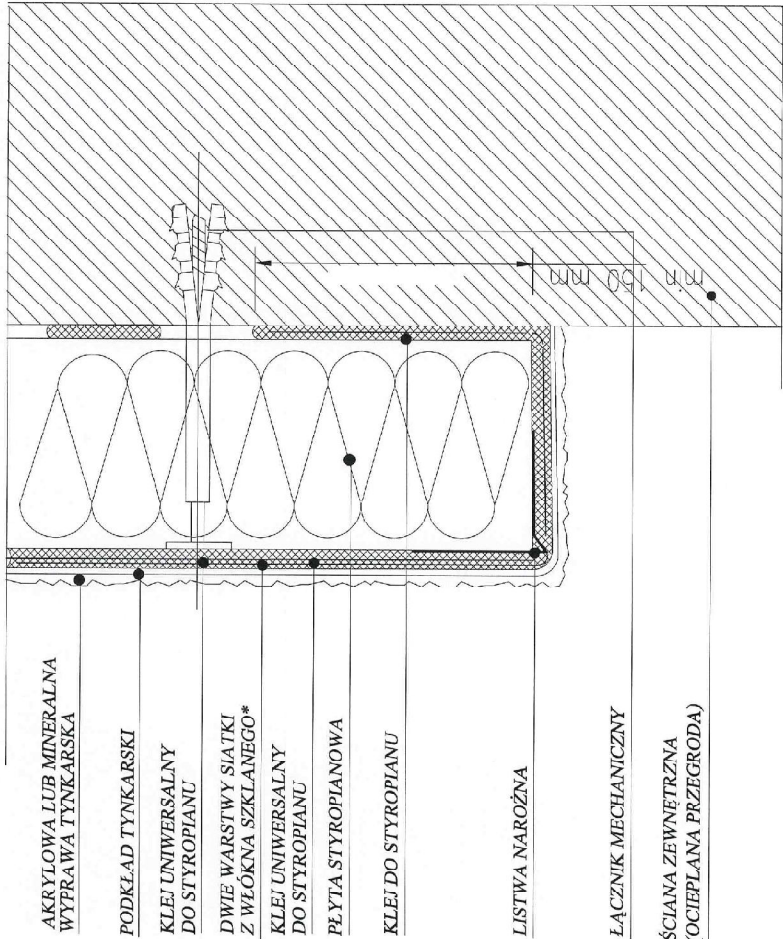 AKRYLOWA LUB MINERALNA
WYPRAWA TYNKARSKA
PODKŁAD TYNKARSKI
KLEJ UNIWERSALNY
DO STYROPIANU
DWIE WARSTWY SIATKI
Z WŁÓKNA SZKLANEGO*
KLEJ UNIWERSALNY
DO STYROPIANU
PŁYTA STYROPIANOWA
KLEJ DO STYROPIANU
LISTWA NAROŻNA
ŁĄCZNIK MECHANICZNY
ŚCIANA ZEWNĘTRZNA
(OCIEPLANA PRZEGRODA)
min 150 mm